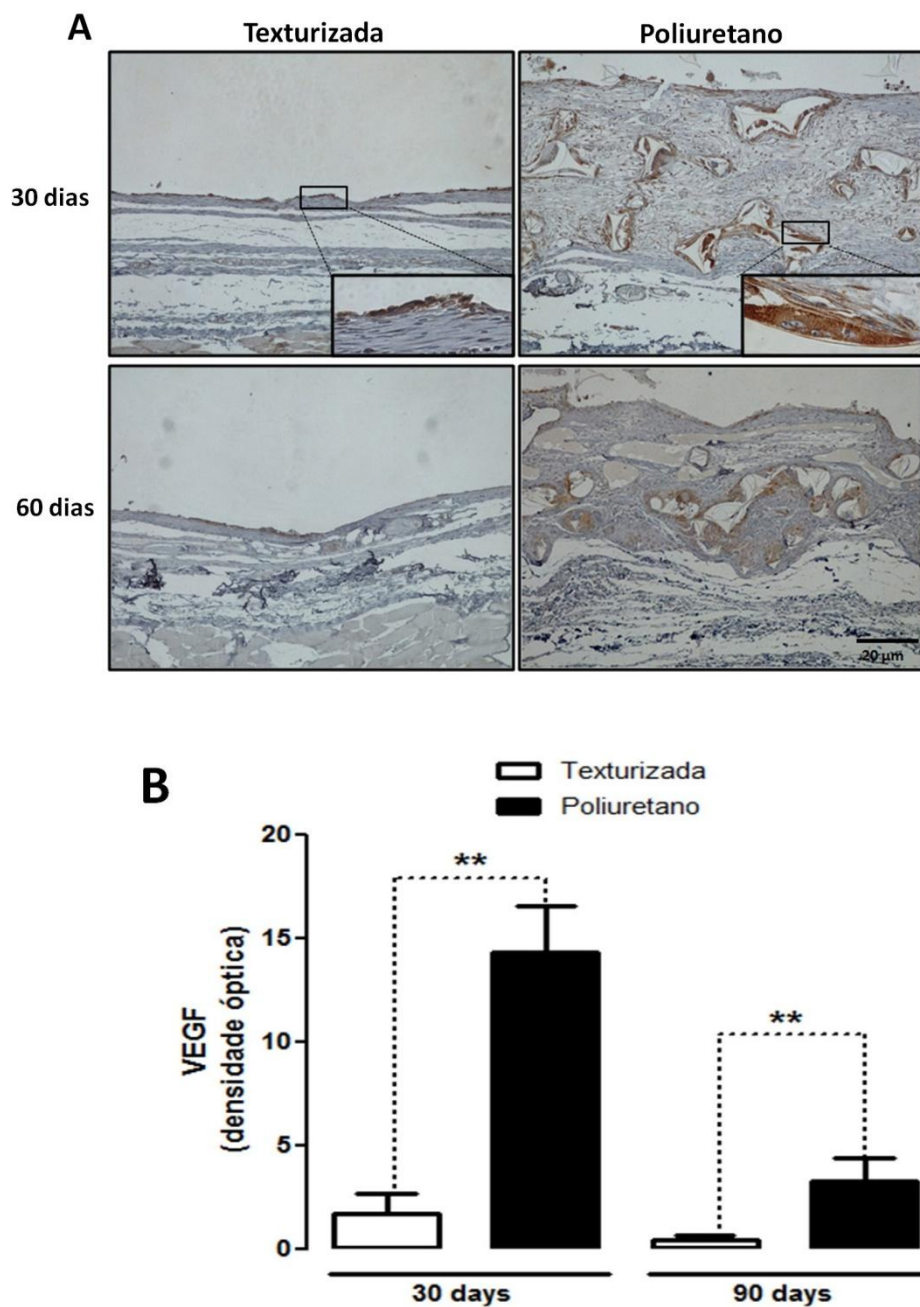 A
Texturizada
Poliuretano
30 dias
60 dias
20 µm
B
Texturizada
Poliuretano
20
**
15
VEGF
(densidade óptica)
10
**
5
0
30 days
90 days